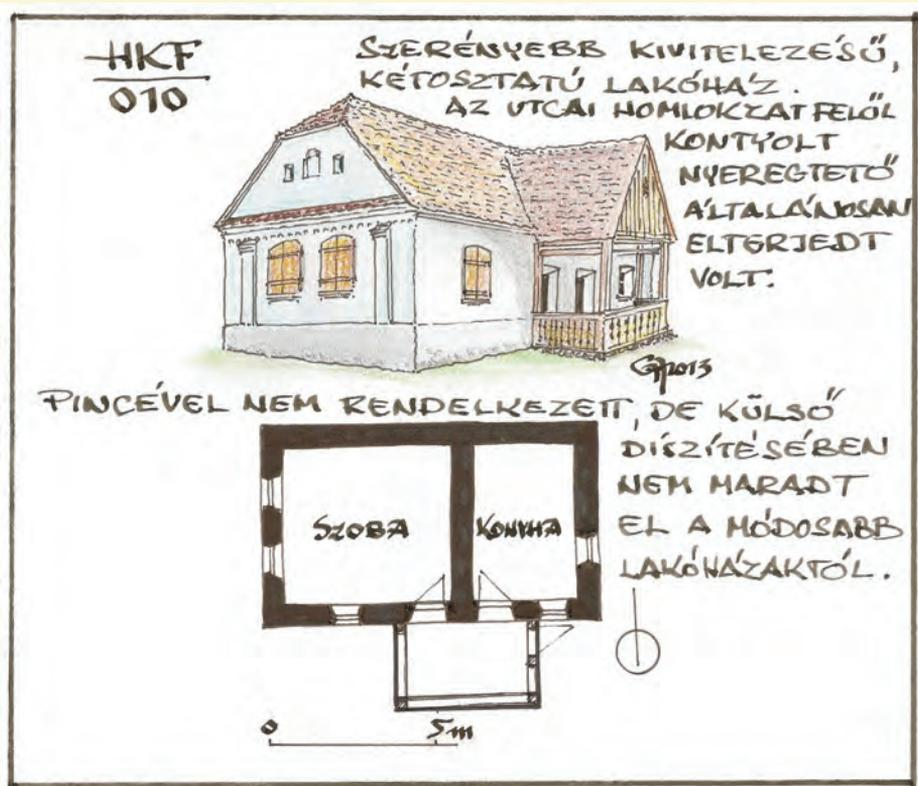 HKF
010
SZERÉNYEBB KIVITELEZÉSŰ,
KÉTOSZTATÚ LAKÓHÁZ.
AZ UTCAI HOMLOKZAT FELŐL
KONTYOLT
NYEREGTETŐ
ÁLTALÁNOSAN
ELTERJEDT
VOLT.
2013
PINCÉVEL NEM RENDELKEZETT, DE KÜLSŐ
DÍSZÍTÉSÉBEN
NEM MARADT
EL A MÓDOSABB
LAKÓHÁZAKTÓL.
SZOBA KONYHA
0 5m